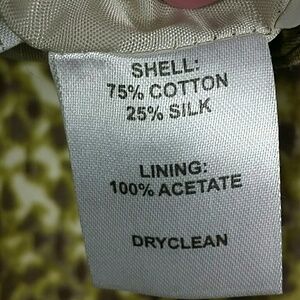 SHELL:
75% COTTON
25% SILK
LINING:
100% ACETATE
DRYCLEAN